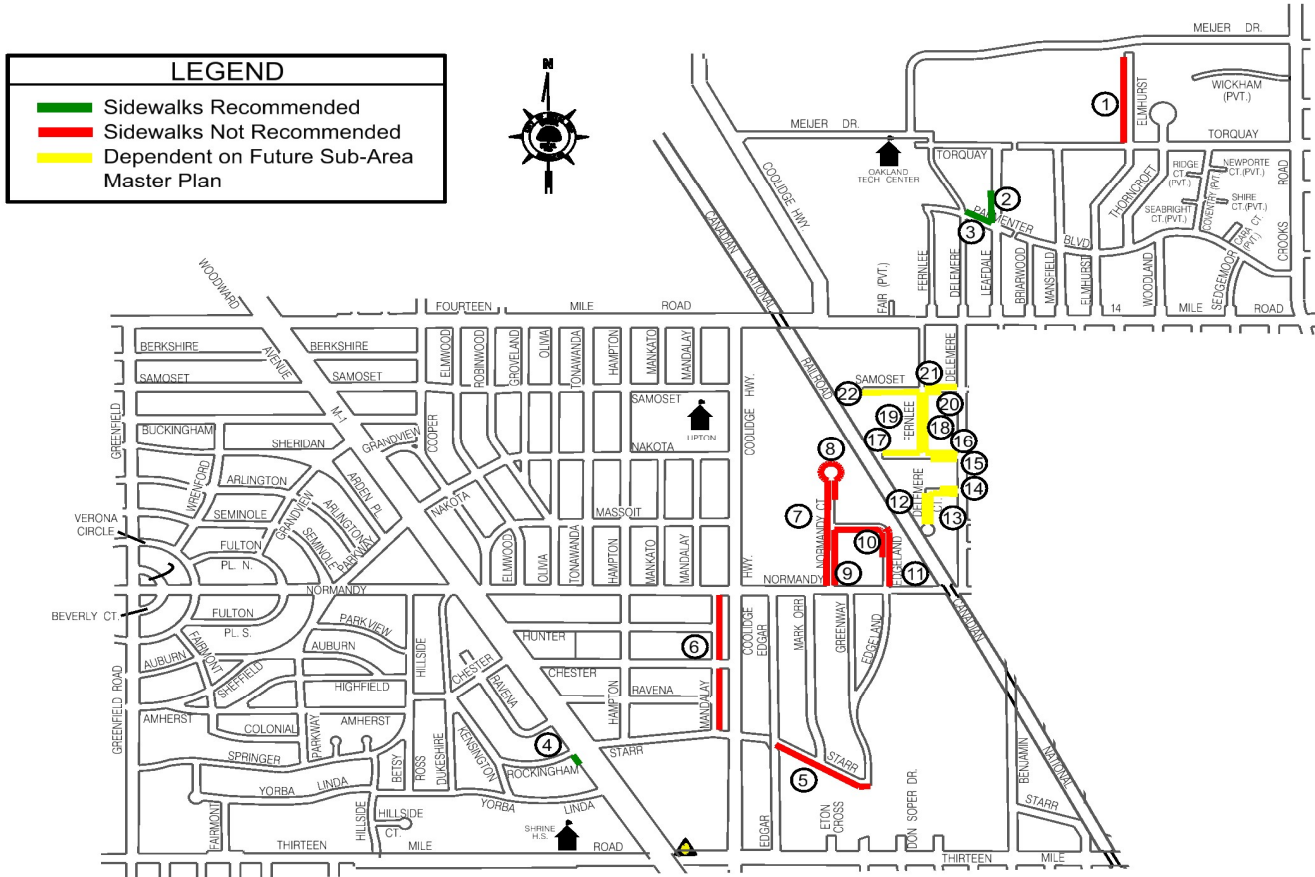 LEGEND
Sidewalks Recommended
Sidewalks Not Recommended
Dependent on Future Sub-Area
Master Plan
N
MEIJER DR.
WICKHAM
(PVT.)
ELMHURST
1
MEIJER DR.
TORQUAY
OAKLAND
TECH CENTER
TORQUAY
RIDGE
CT.
(PVT.)
NEWPORTE
CT.(PVT.)
COVENTRY (PVT.)
SHIRE
CT.(PVT.)
SEABRIGHT
CT.(PVT.)
CARA CT.
(PVT.)
THORNCROFT
ROAD
CROOKS
COOLIDGE HWY.
2
3
PARMENTER
BLVD.
CANADIAN
NATIONAL
FAIR (PVT.)
FERNLEE
DELEMERE
LEAFDALE
BRIARWOOD
MANSFIELD
ELMHURST
WOODLAND
SEDGEMOOR
14
MILE
ROAD
WOODWARD
FOURTEEN
MILE
ROAD
BERKSHIRE
BERKSHIRE
AVENUE
SAMOSET
SAMOSET
M-1
ELMWOOD
ROBINWOOD
GROVELAND
OLIVIA
TONAWANDA
HAMPTON
MANKATO
MANDALAY
RAILROAD
SAMOSET
21
DELEMERE
22
20
GREENFIELD
BUCKINGHAM
SHERIDAN
GRANDVIEW
COOPER
SAMOSET
UPTON
NAKOTA
COOLIDGE HWY.
19
FERNLEE
18
17
16
15
8
WRENFORD
ARLINGTON
SEMINOLE
GRANDVIEW
ARLINGTON
SEMINOLE
PARKWAY
ARDEN PL.
NAKOTA
MASSOIT
12
DELEMERE
CT.
14
13
VERONA
CIRCLE
FULTON
PL. N.
7
NORMANDY CT.
10
EDGELAND
ELMWOOD
OLIVIA
TONAWANDA
HAMPTON
MANKATO
MANDALAY
HWY.
NORMANDY
9
11
NORMANDY
BEVERLY CT.
FULTON
PL. S.
PARKVIEW
AUBURN
AUBURN
FAIRMONT
SHEFFIELD
HIGHFIELD
HILLSIDE
CHESTER
RAVENA
HUNTER
6
CHESTER
RAVENA
HAMPTON
MANDALAY
COOLIDGE
EDGAR
MARK ORR
GREENWAY
EDGELAND
CANADIAN
GREENFIELD ROAD
AMHERST
COLONIAL
PARKWAY
AMHERST
SPRINGER
BETSY
ROSS
DUKESHIRE
KENSINGTON
4
ROCKINGHAM
STARR
STARR
5
YORBA
LINDA
YORBA
LINDA
FAIRMONT
HILLSIDE
HILLSIDE
CT.
SHRINE
H.S.
EDGAR
ETON
CROSS
DON SOPER DR.
BENJAMIN
NATIONAL
STARR
THIRTEEN
MILE
ROAD
THIRTEEN
MILE